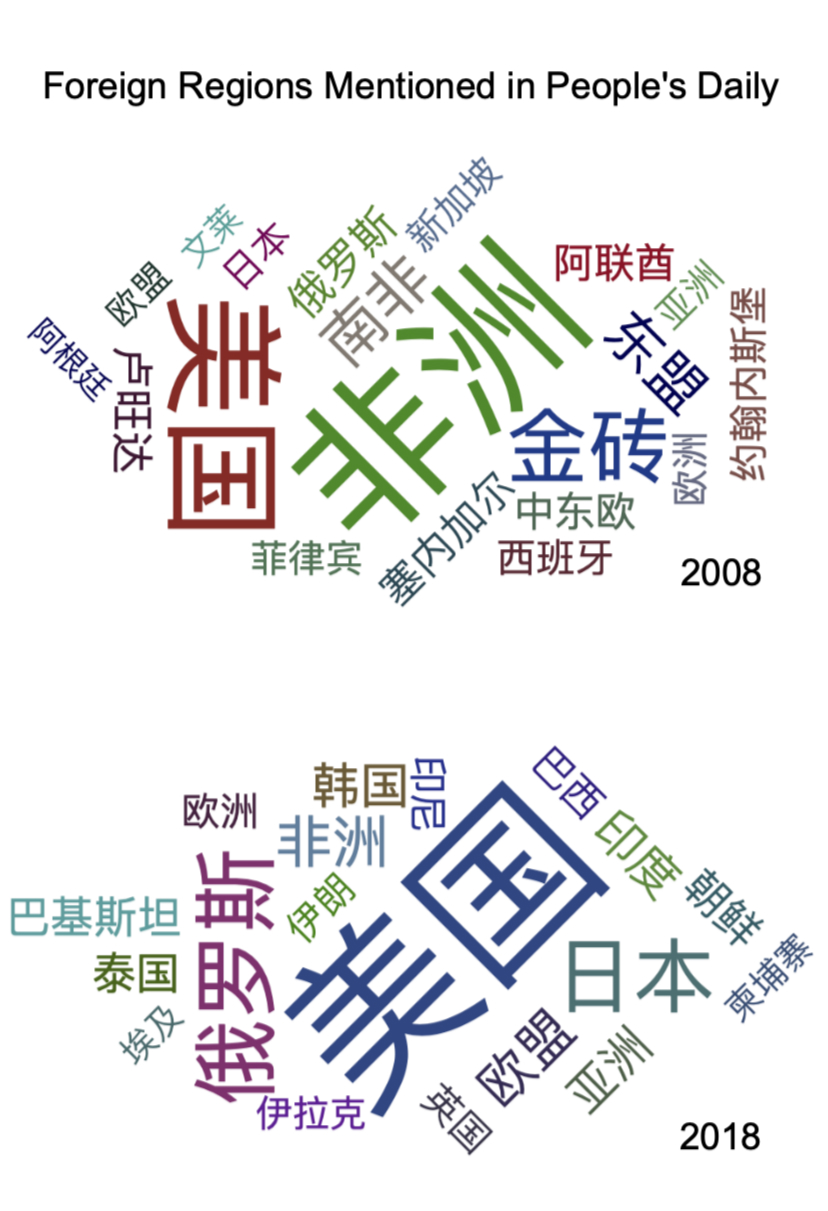 Foreign Regions Mentioned in People's Daily
新加坡
文莱
日本
俄罗斯
阿联酋
欧盟
南非
亚洲
非洲
阿根廷
美国
东盟
约翰内斯堡
卢旺达
金砖
欧洲
塞内加尔
中东欧
菲律宾
西班牙
2008
巴西
韩国
印尼
欧洲
非洲
美国
印度
俄罗斯
伊朗
朝鲜
巴基斯坦
日本
柬埔寨
泰国
埃及
欧盟
亚洲
伊拉克
英国
2018